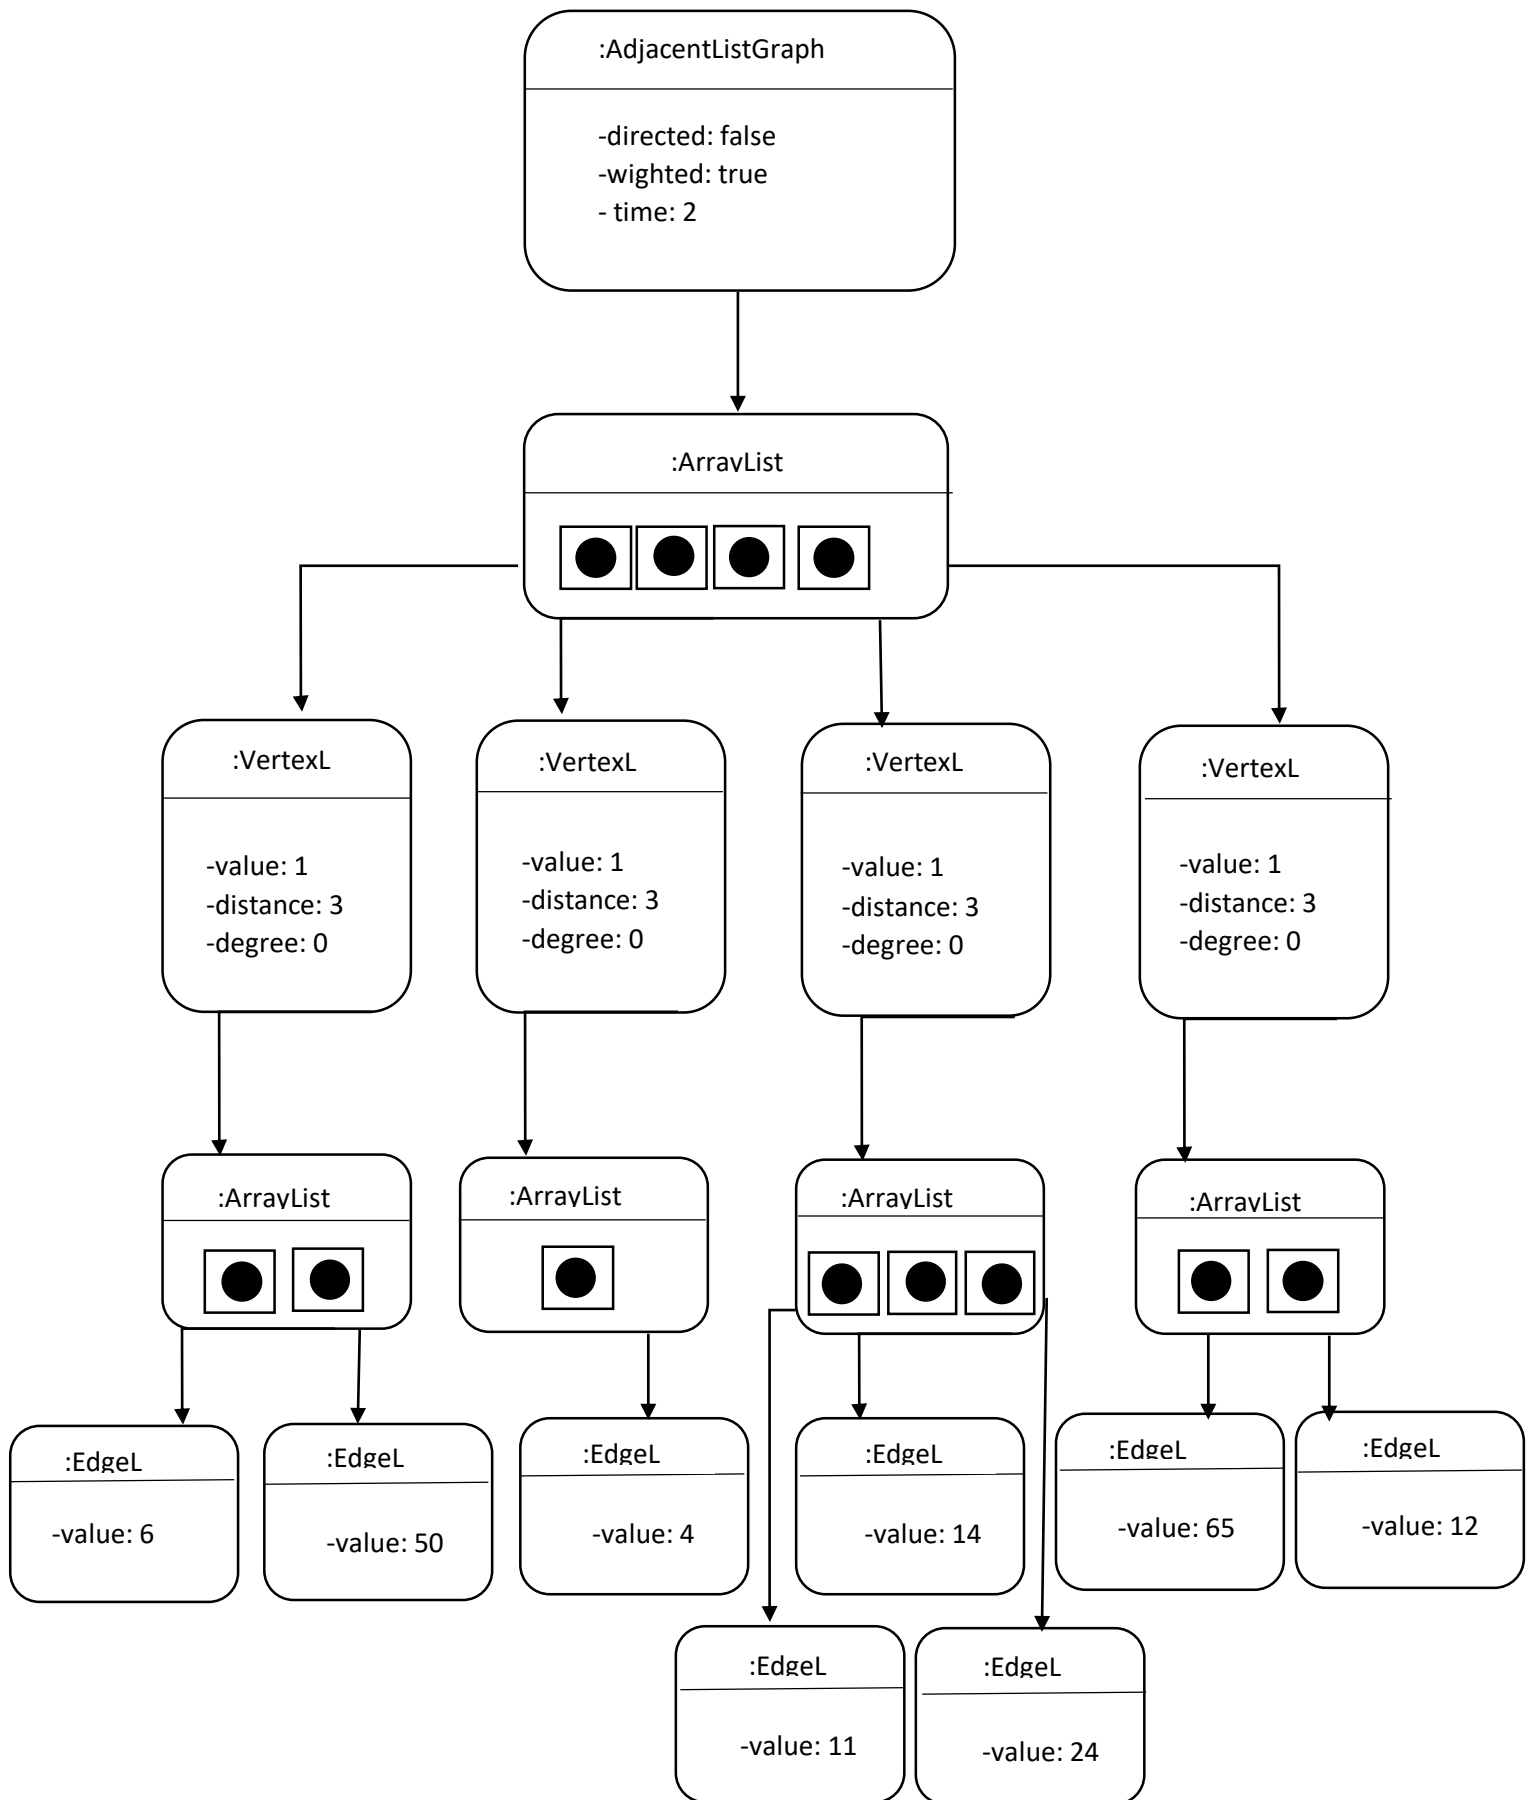 :AdjacentListGraph
-directed: false
-wighted: true
- time: 2
:ArrayList
:VertexL
-value: 1
-distance: 3
-degree: 0
:VertexL
-value: 1
-distance: 3
-degree: 0
:VertexL
-value: 1
-distance: 3
-degree: 0
:VertexL
-value: 1
-distance: 3
-degree: 0
:ArrayList
:ArrayList
:ArrayList
:ArrayList
:EdgeL
-value: 6
:EdgeL
-value: 50
:EdgeL
-value: 4
:EdgeL
-value: 14
:EdgeL
-value: 65
:EdgeL
-value: 12
:EdgeL
-value: 11
:EdgeL
-value: 24